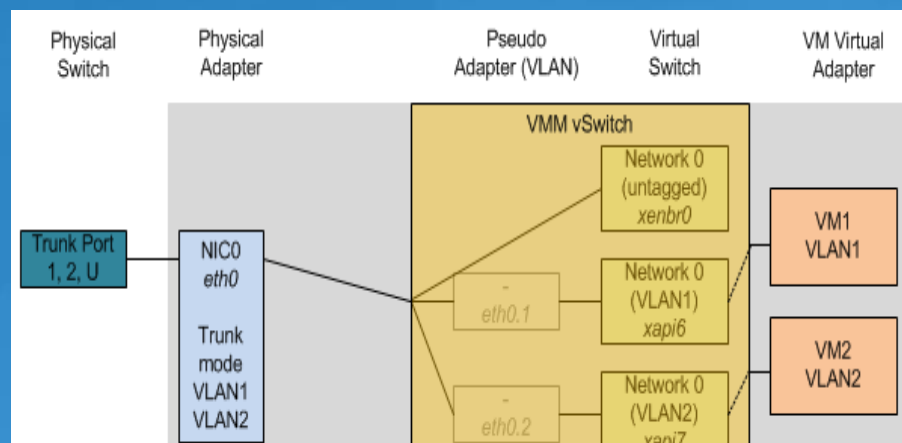 Physical
Switch
Physical
Adapter
Pseudo
Adapter (VLAN)
Virtual
Switch
VM Virtual
Adapter
VMM vSwitch
Network 0
(untagged)
xenbr0
Trunk Port
1, 2, U
NIC0
eth0
Trunk
mode
VLAN1
VLAN2
-
eth0.1
Network 0
(VLAN1)
xapi6
VM1
VLAN1
-
eth0.2
Network 0
(VLAN2)
xapi7
VM2
VLAN2